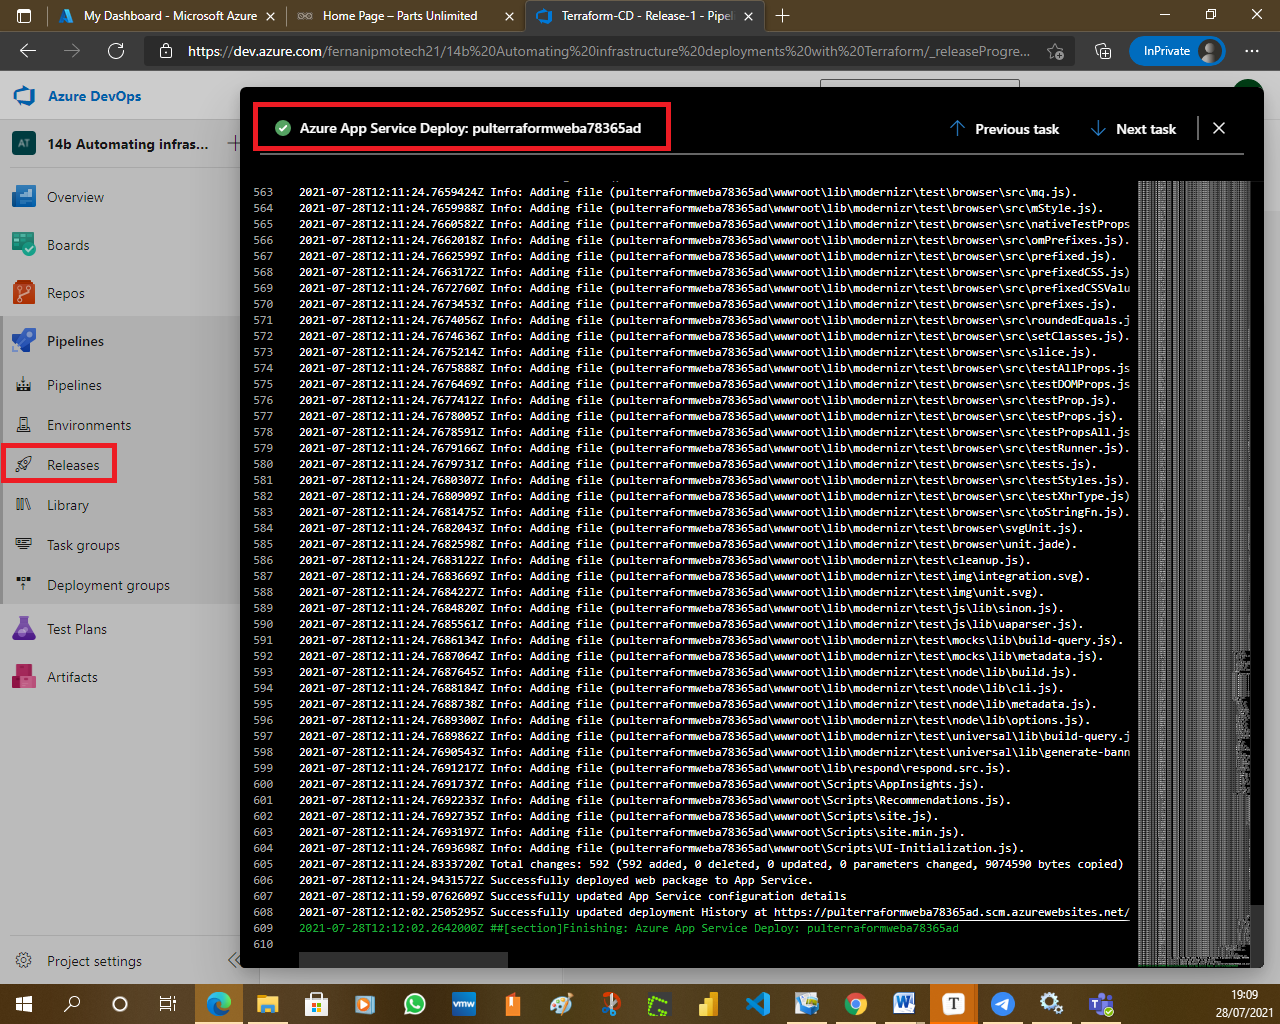 My Dashboard - Microsoft Azure
Home Page – Parts Unlimited
Terraform-CD - Release-1 - Pipel
https://dev.azure.com/fernanipmotech21/14b%20Automating%20infrastructure%20deployments%20with%20Terraform/_releaseProgre...
InPrivate
Azure DevOps
AT
14b Automating infras...
Overview
Boards
Repos
Pipelines
Pipelines
Environments
Releases
Library
Task groups
Deployment groups
Test Plans
Artifacts
Project settings
Azure App Service Deploy: pulterraformweba78365ad
Previous task
Next task
563 2021-07-28T12:11:24.7659424Z Info: Adding file (pulterraformweba78365ad\wwwroot\lib\modernizr\test\browser\src\mq.js).
564 2021-07-28T12:11:24.7659988Z Info: Adding file (pulterraformweba78365ad\wwwroot\lib\modernizr\test\browser\src\mStyle.js).
565 2021-07-28T12:11:24.7660582Z Info: Adding file (pulterraformweba78365ad\wwwroot\lib\modernizr\test\browser\src\nativeTestProps
566 2021-07-28T12:11:24.7662018Z Info: Adding file (pulterraformweba78365ad\wwwroot\lib\modernizr\test\browser\src\omPrefixes.js).
567 2021-07-28T12:11:24.7662599Z Info: Adding file (pulterraformweba78365ad\wwwroot\lib\modernizr\test\browser\src\prefixed.js).
568 2021-07-28T12:11:24.7663172Z Info: Adding file (pulterraformweba78365ad\wwwroot\lib\modernizr\test\browser\src\prefixedCSS.js)
569 2021-07-28T12:11:24.7672760Z Info: Adding file (pulterraformweba78365ad\wwwroot\lib\modernizr\test\browser\src\prefixedCSSValu
570 2021-07-28T12:11:24.7673453Z Info: Adding file (pulterraformweba78365ad\wwwroot\lib\modernizr\test\browser\src\prefixes.js).
571 2021-07-28T12:11:24.7674056Z Info: Adding file (pulterraformweba78365ad\wwwroot\lib\modernizr\test\browser\src\roundedEquals.j
572 2021-07-28T12:11:24.7674636Z Info: Adding file (pulterraformweba78365ad\wwwroot\lib\modernizr\test\browser\src\setClasses.js).
573 2021-07-28T12:11:24.7675214Z Info: Adding file (pulterraformweba78365ad\wwwroot\lib\modernizr\test\browser\src\slice.js).
574 2021-07-28T12:11:24.7675888Z Info: Adding file (pulterraformweba78365ad\wwwroot\lib\modernizr\test\browser\src\testAllProps.js
575 2021-07-28T12:11:24.7676469Z Info: Adding file (pulterraformweba78365ad\wwwroot\lib\modernizr\test\browser\src\testDOMProps.js
576 2021-07-28T12:11:24.7677412Z Info: Adding file (pulterraformweba78365ad\wwwroot\lib\modernizr\test\browser\src\testProp.js).
577 2021-07-28T12:11:24.7678005Z Info: Adding file (pulterraformweba78365ad\wwwroot\lib\modernizr\test\browser\src\testProps.js).
578 2021-07-28T12:11:24.7678591Z Info: Adding file (pulterraformweba78365ad\wwwroot\lib\modernizr\test\browser\src\testPropsAll.js
579 2021-07-28T12:11:24.7679166Z Info: Adding file (pulterraformweba78365ad\wwwroot\lib\modernizr\test\browser\src\testRunner.js).
580 2021-07-28T12:11:24.7679731Z Info: Adding file (pulterraformweba78365ad\wwwroot\lib\modernizr\test\browser\src\tests.js).
581 2021-07-28T12:11:24.7680307Z Info: Adding file (pulterraformweba78365ad\wwwroot\lib\modernizr\test\browser\src\testStyles.js).
582 2021-07-28T12:11:24.7680909Z Info: Adding file (pulterraformweba78365ad\wwwroot\lib\modernizr\test\browser\src\testXhrType.js)
583 2021-07-28T12:11:24.7681475Z Info: Adding file (pulterraformweba78365ad\wwwroot\lib\modernizr\test\browser\src\toStringFn.js).
584 2021-07-28T12:11:24.7682043Z Info: Adding file (pulterraformweba78365ad\wwwroot\lib\modernizr\test\browser\svgUnit.js).
585 2021-07-28T12:11:24.7682598Z Info: Adding file (pulterraformweba78365ad\wwwroot\lib\modernizr\test\browser\unit.jade).
586 2021-07-28T12:11:24.7683122Z Info: Adding file (pulterraformweba78365ad\wwwroot\lib\modernizr\test\cleanup.js).
587 2021-07-28T12:11:24.7683669Z Info: Adding file (pulterraformweba78365ad\wwwroot\lib\modernizr\test\img\integration.svg).
588 2021-07-28T12:11:24.7684227Z Info: Adding file (pulterraformweba78365ad\wwwroot\lib\modernizr\test\img\unit.svg).
589 2021-07-28T12:11:24.7684820Z Info: Adding file (pulterraformweba78365ad\wwwroot\lib\modernizr\test\js\lib\sinon.js).
590 2021-07-28T12:11:24.7685561Z Info: Adding file (pulterraformweba78365ad\wwwroot\lib\modernizr\test\js\lib\uaparser.js).
591 2021-07-28T12:11:24.7686134Z Info: Adding file (pulterraformweba78365ad\wwwroot\lib\modernizr\test\mocks\lib\build-query.js).
592 2021-07-28T12:11:24.7687064Z Info: Adding file (pulterraformweba78365ad\wwwroot\lib\modernizr\test\mocks\lib\metadata.js).
593 2021-07-28T12:11:24.7687645Z Info: Adding file (pulterraformweba78365ad\wwwroot\lib\modernizr\test\node\lib\build.js).
594 2021-07-28T12:11:24.7688184Z Info: Adding file (pulterraformweba78365ad\wwwroot\lib\modernizr\test\node\lib\cli.js).
595 2021-07-28T12:11:24.7688738Z Info: Adding file (pulterraformweba78365ad\wwwroot\lib\modernizr\test\node\lib\metadata.js).
596 2021-07-28T12:11:24.7689300Z Info: Adding file (pulterraformweba78365ad\wwwroot\lib\modernizr\test\node\lib\options.js).
597 2021-07-28T12:11:24.7689862Z Info: Adding file (pulterraformweba78365ad\wwwroot\lib\modernizr\test\universal\lib\build-query.j
598 2021-07-28T12:11:24.7690543Z Info: Adding file (pulterraformweba78365ad\wwwroot\lib\modernizr\test\universal\lib\generate-bann
599 2021-07-28T12:11:24.7691217Z Info: Adding file (pulterraformweba78365ad\wwwroot\lib\respond\respond.src.js).
600 2021-07-28T12:11:24.7691737Z Info: Adding file (pulterraformweba78365ad\wwwroot\Scripts\AppInsights.js).
601 2021-07-28T12:11:24.7692233Z Info: Adding file (pulterraformweba78365ad\wwwroot\Scripts\Recommendations.js).
602 2021-07-28T12:11:24.7692735Z Info: Adding file (pulterraformweba78365ad\wwwroot\Scripts\site.js).
603 2021-07-28T12:11:24.7693197Z Info: Adding file (pulterraformweba78365ad\wwwroot\Scripts\site.min.js).
604 2021-07-28T12:11:24.7693698Z Info: Adding file (pulterraformweba78365ad\wwwroot\Scripts\UI-Initialization.js).
605 2021-07-28T12:11:24.8333720Z Total changes: 592 (592 added, 0 deleted, 0 updated, 0 parameters changed, 9074590 bytes copied)
606 2021-07-28T12:11:24.9431572Z Successfully deployed web package to App Service.
607 2021-07-28T12:11:59.0762609Z Successfully updated App Service configuration details
608 2021-07-28T12:12:02.2505295Z Successfully updated deployment History at https://pulterraformweba78365ad.scm.azurewebsites.net/
609 2021-07-28T12:12:02.2642000Z ##[section]Finishing: Azure App Service Deploy: pulterraformweba78365ad
610
vmw
T
19:09
28/07/2021